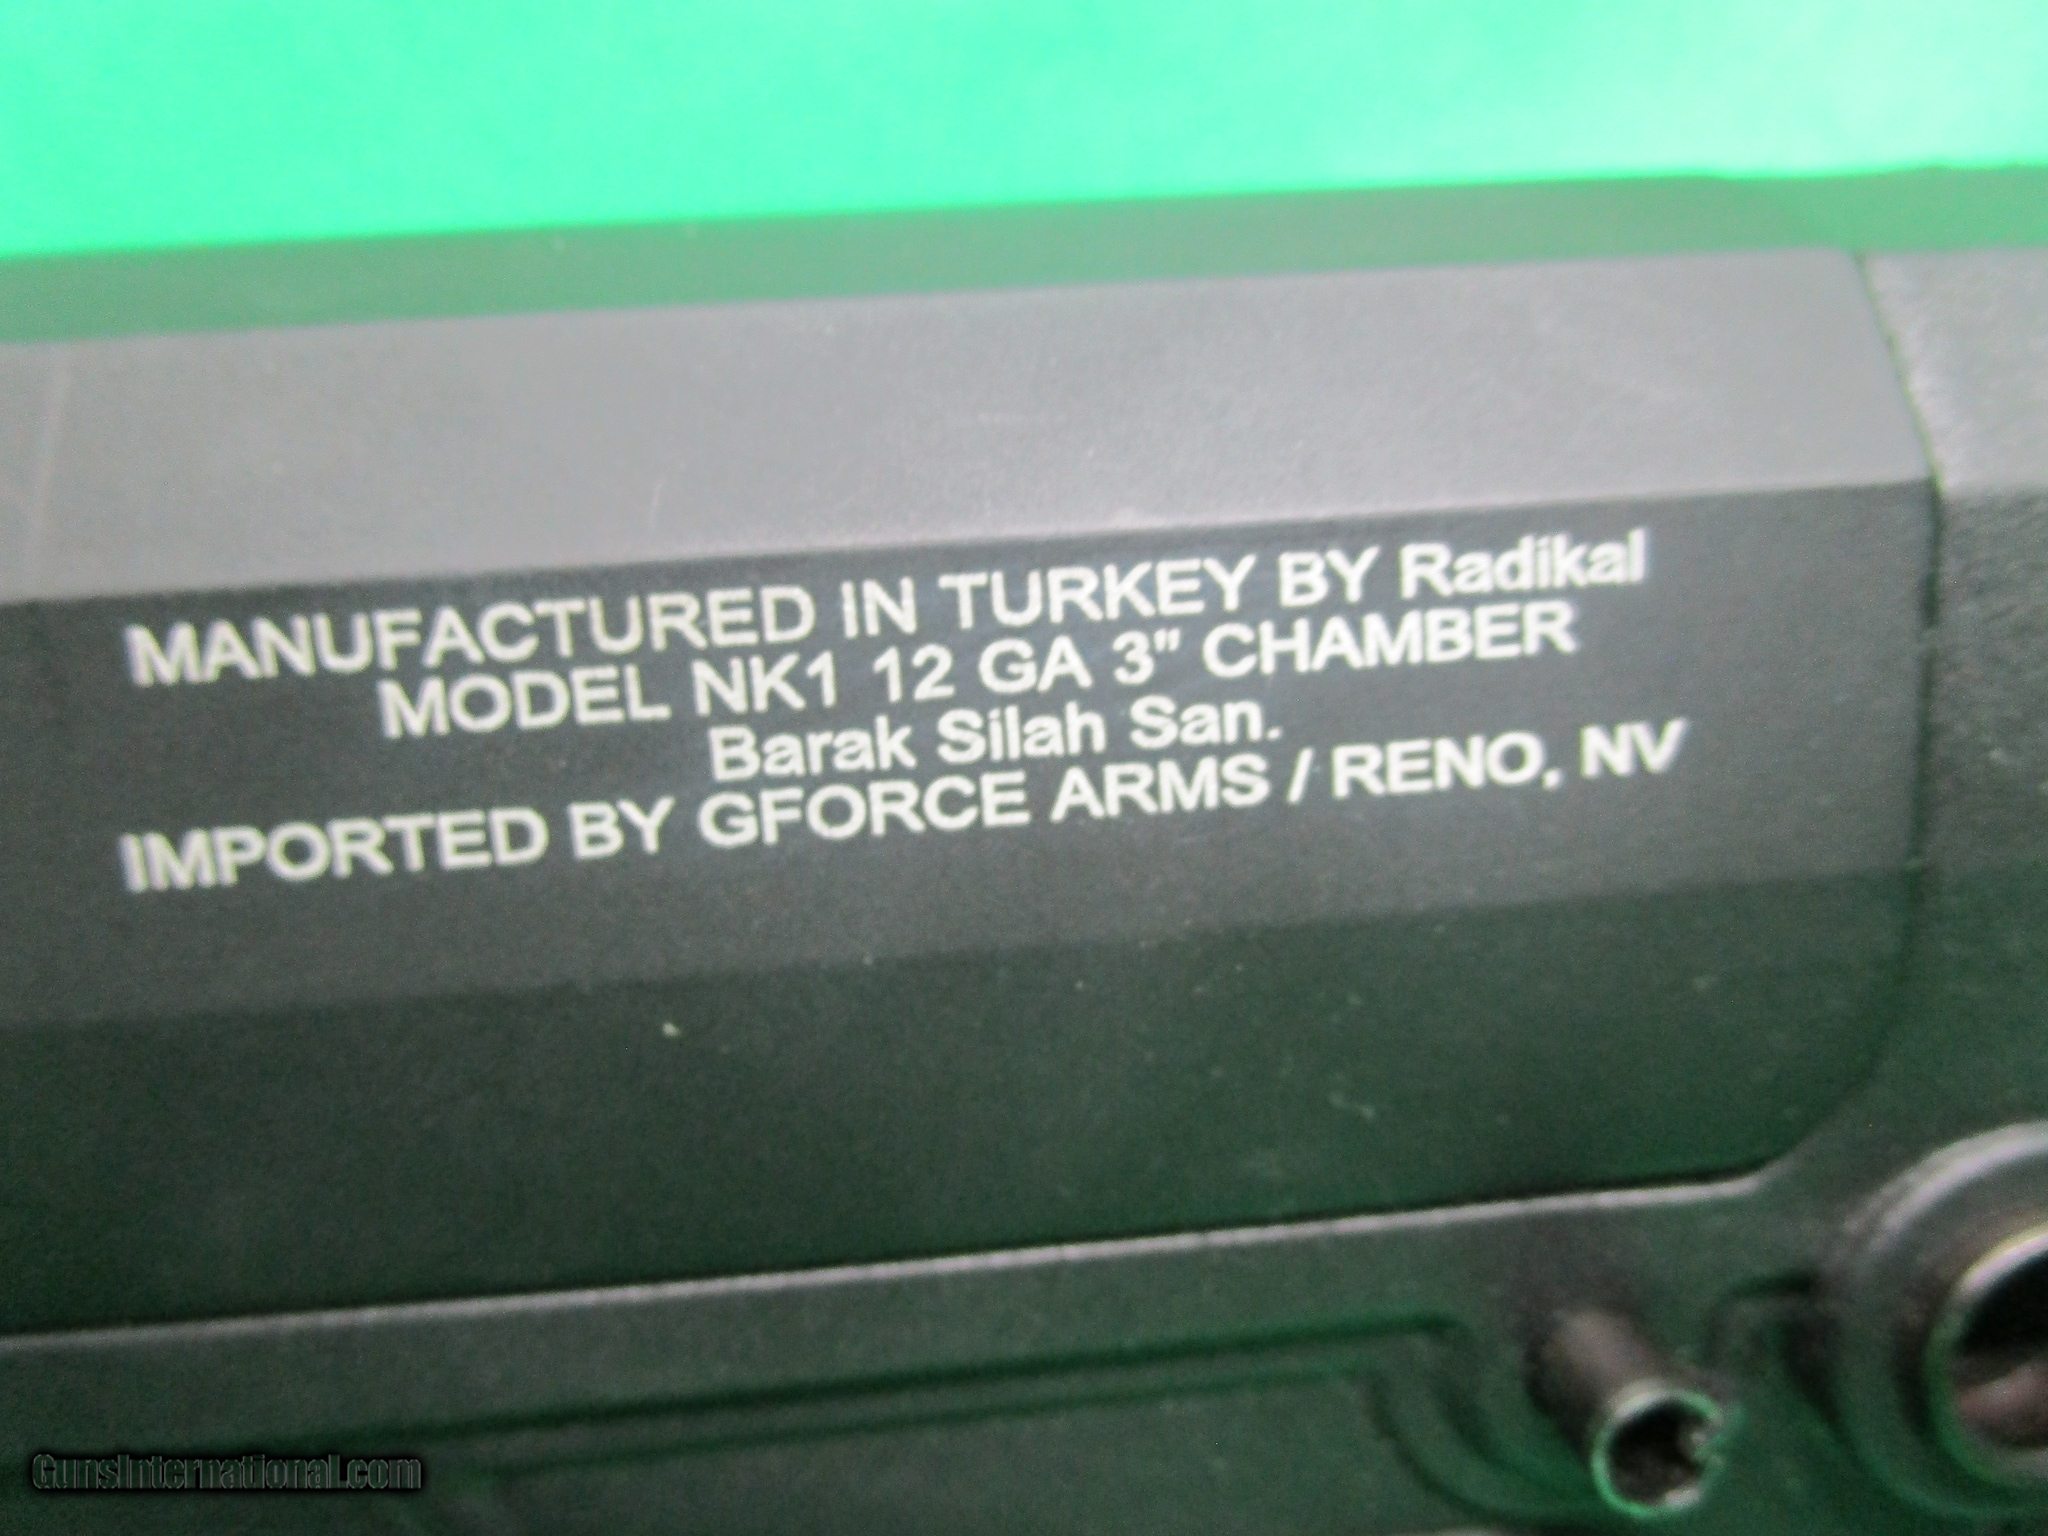 MANUFACTURED IN TURKEY BY Radikal
MODEL NK1 12 GA 3" CHAMBER
Barak Silah San.
IMPORTED BY GFORCE ARMS / RENO, NV
GunsInternational.com